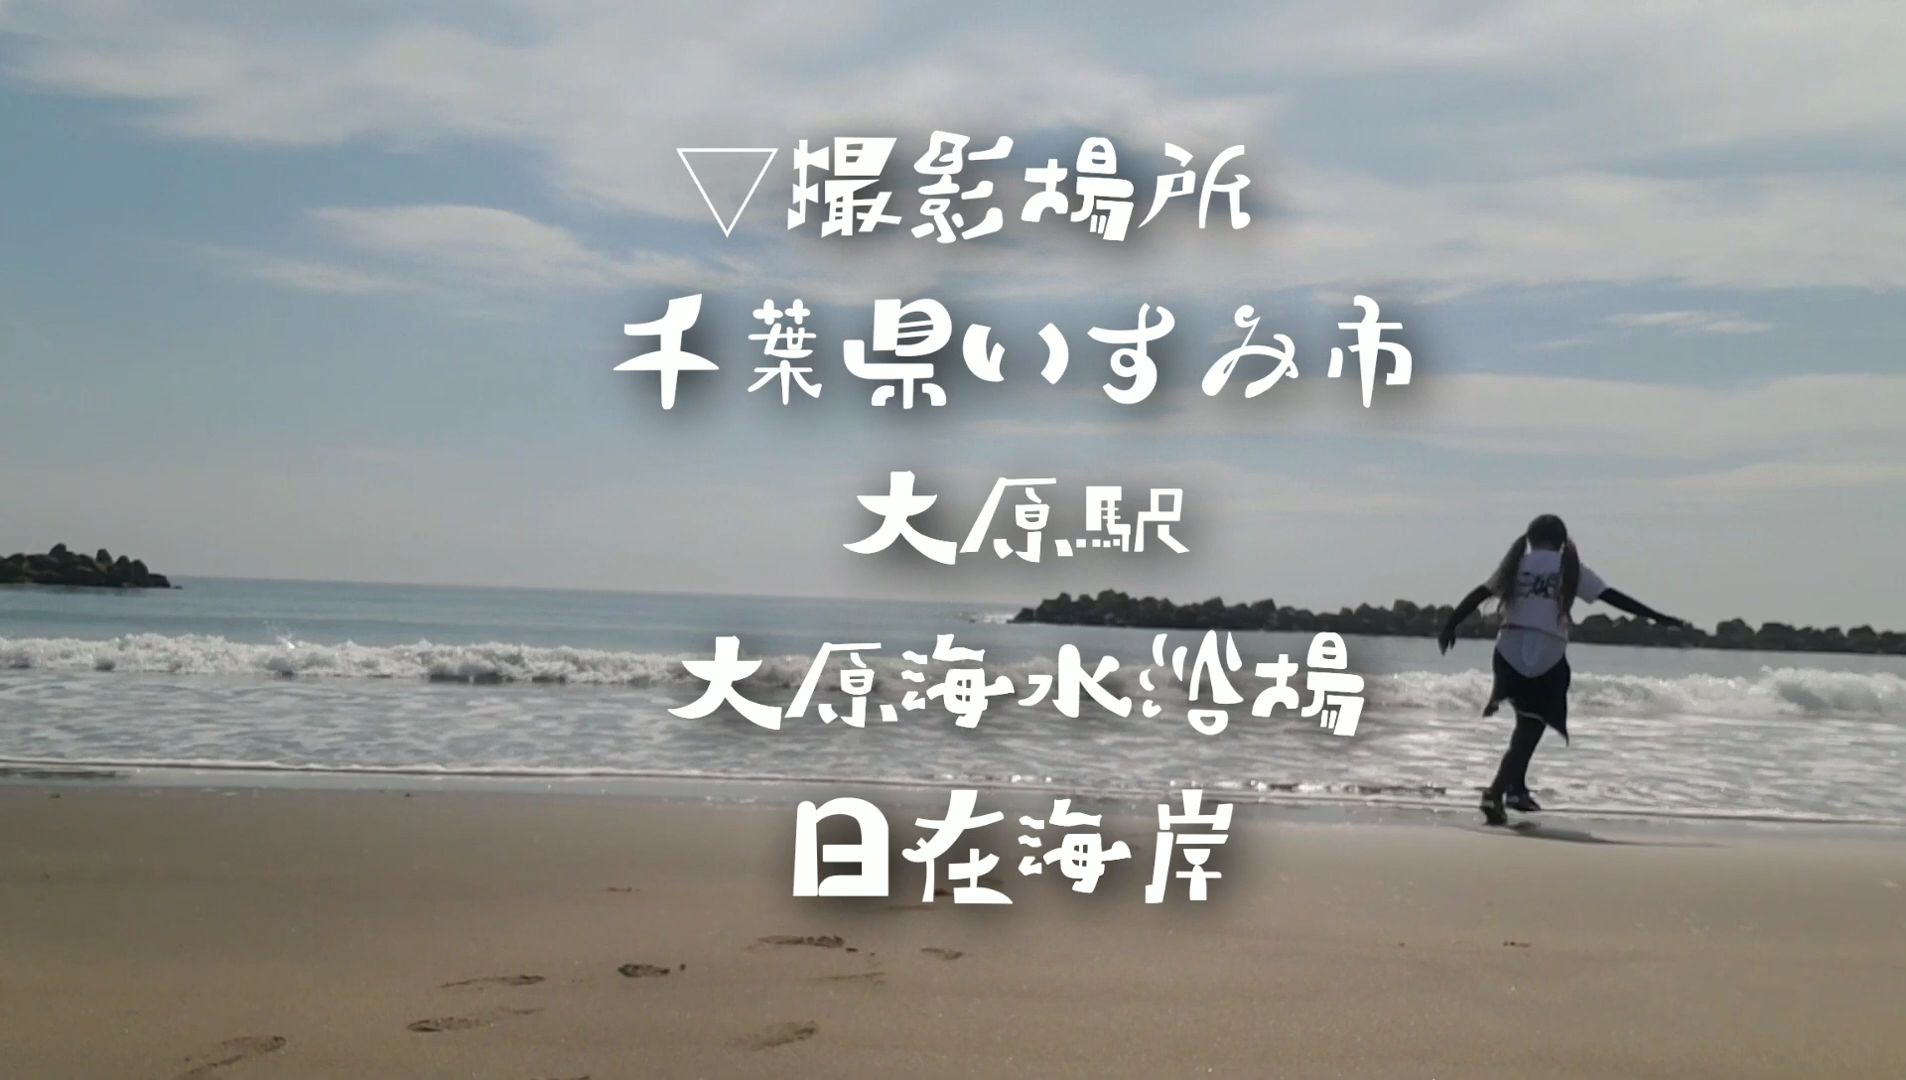 ▽撮影場所
千葉県いすみ市
大原駅
大原海水浴場
日在海岸